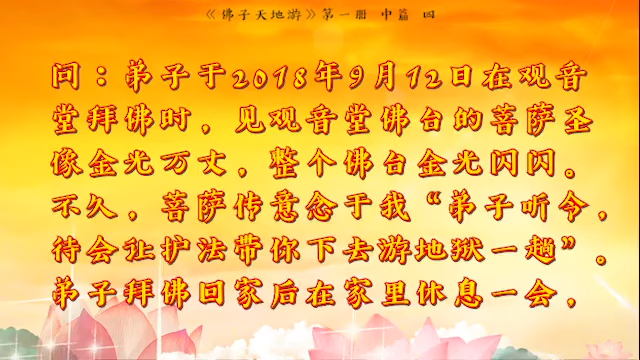 《佛子天地游》第一册 中篇 四
问：弟子于2018年9月12日在观音
堂拜佛时，见观音堂佛台的菩萨圣
像金光万丈，整个佛台金光闪闪。
不久，菩萨传意念于我“弟子听令，
待会让护法带你下去游地狱一趟”。
弟子拜佛回家后在家里休息一会，